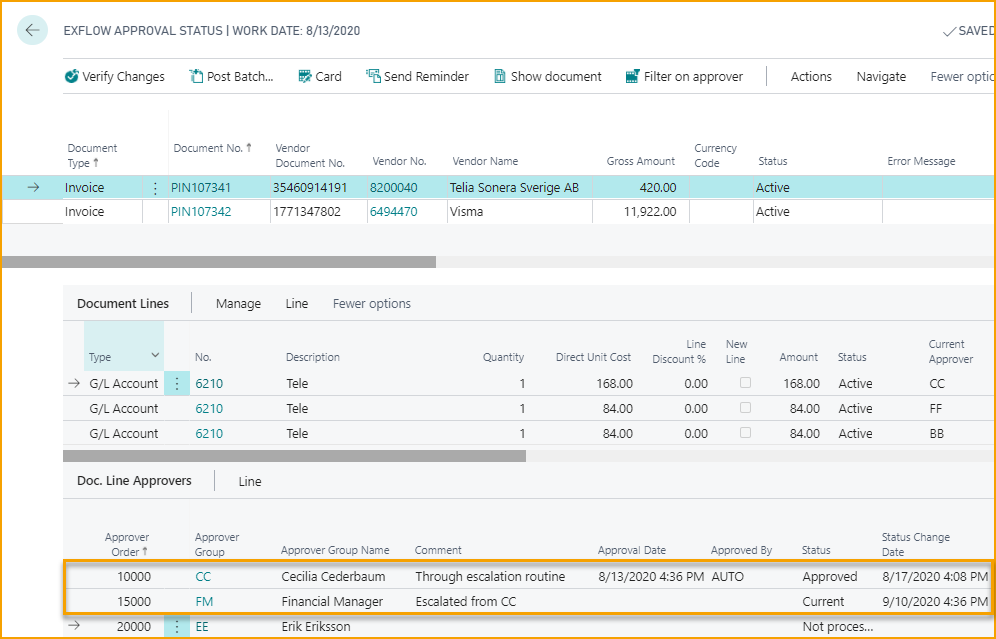 EXFLOW APPROVAL STATUS | WORK DATE: 8/13/2020 SAVED
Verify Changes Post Batch... Card Send Reminder Show document Filter on approver Actions Navigate Fewer optio
Document Type ↑ Document No. ↑ Vendor Document No. Vendor No. Vendor Name Gross Amount Currency Code Status Error Message
Invoice PIN107341 35460914191 8200040 Telia Sonera Sverige AB 420.00 Active
Invoice PIN107342 1771347802 6494470 Visma 11,922.00 Active
Document Lines Manage Line Fewer options
Type No. Description Quantity Direct Unit Cost Line Discount % New Line Amount Status Current Approver
G/L Account 6210 Tele 1 168.00 0.00 168.00 Active CC
G/L Account 6210 Tele 1 84.00 0.00 84.00 Active FF
G/L Account 6210 Tele 1 84.00 0.00 84.00 Active BB
Doc. Line Approvers Line
Approver Order ↑ Approver Group Approver Group Name Comment Approval Date Approved By Status Status Change Date
10000 CC Cecilia Cederbaum Through escalation routine 8/13/2020 4:36 PM AUTO Approved 8/17/2020 4:08 PM
15000 FM Financial Manager Escalated from CC Current 9/10/2020 4:36 PM
20000 EE Erik Eriksson Not proces...